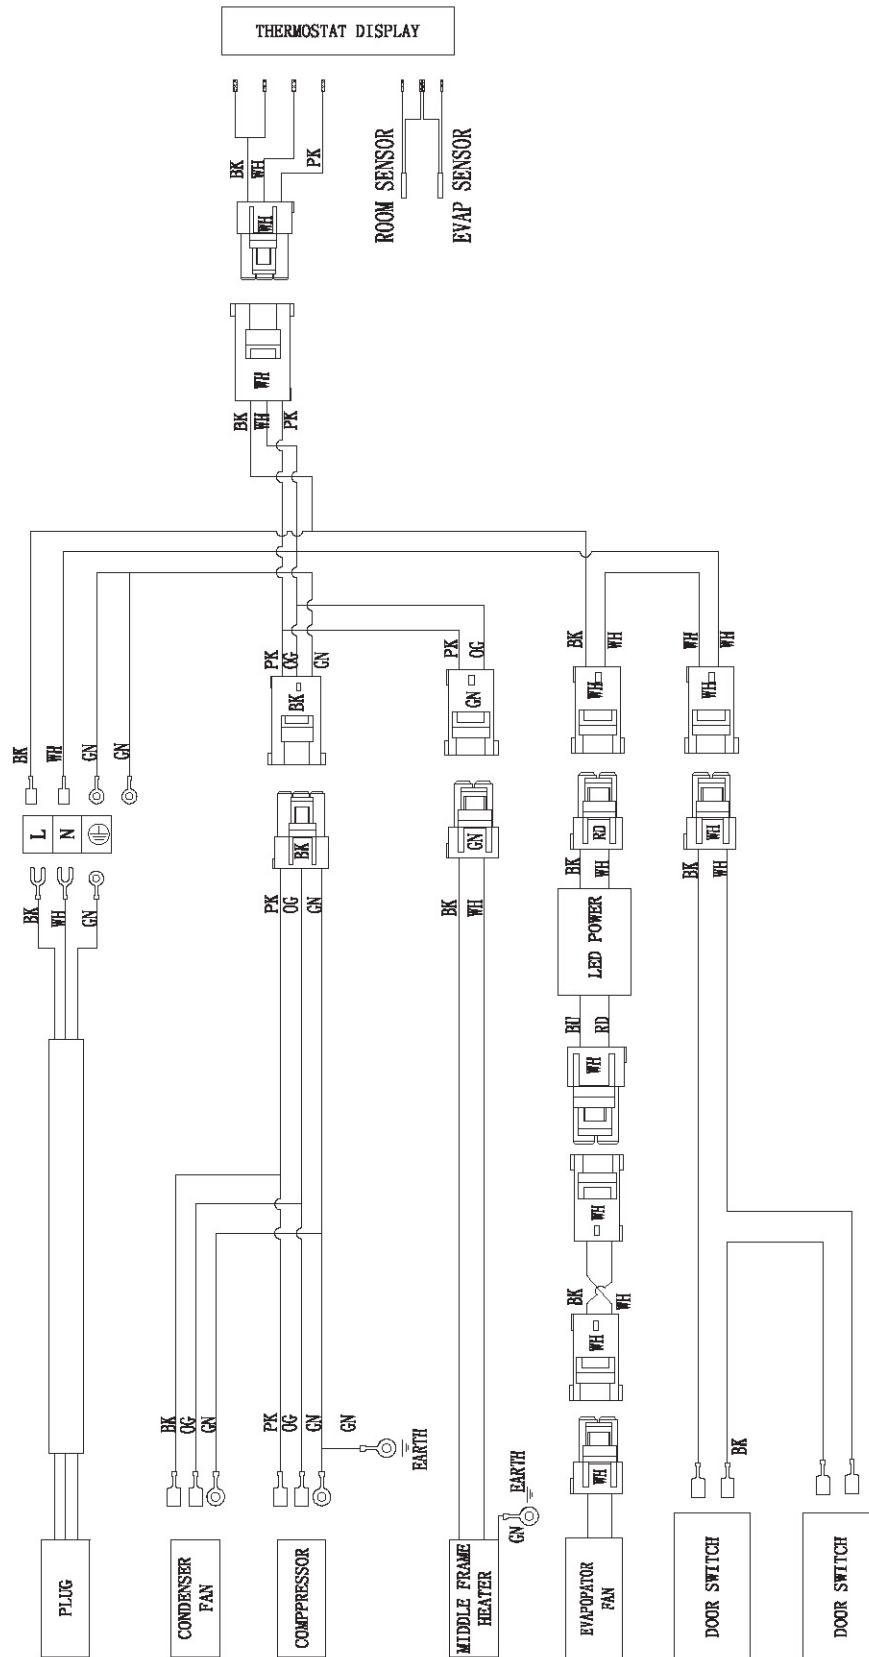 THERMOSTAT DISPLAY
BK
WH
PK
ROOM SENSOR
EVAP SENSOR
WH
WH
BK
WH
PK
BK
WH
GN
GN
PK
OG
GN
PK
OG
BK
WH
WH
WH
BK
GN
WH
WH
L
N
BK
GN
RD
WH
BK
WH
GN
PK
OG
GN
BK
WH
BK
WH
BK
WH
LED POWER
BU
RD
WH
WH
BK
WH
WH
BK
OG
GN
PK
OG
GN
GN
EARTH
EARTH
GN
WH
BK
PLUG
CONDENSER
FAN
COMPPRESSOR
MIDDLE FRAME
HEATER
EVAPOPATOR
FAN
DOOR SWITCH
DOOR SWITCH